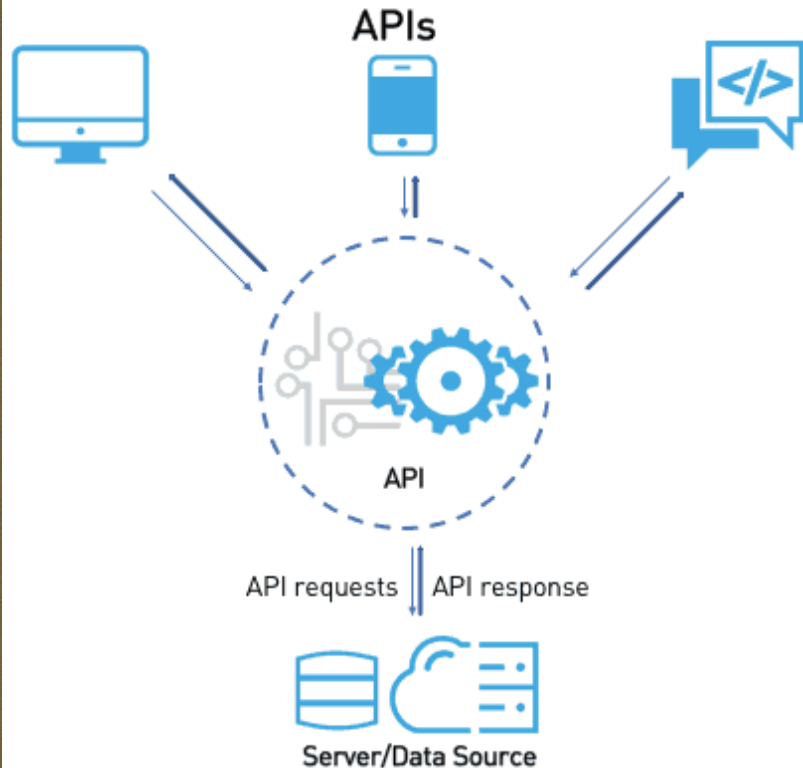 APIs
</>
API
API requests API response
Server/Data Source